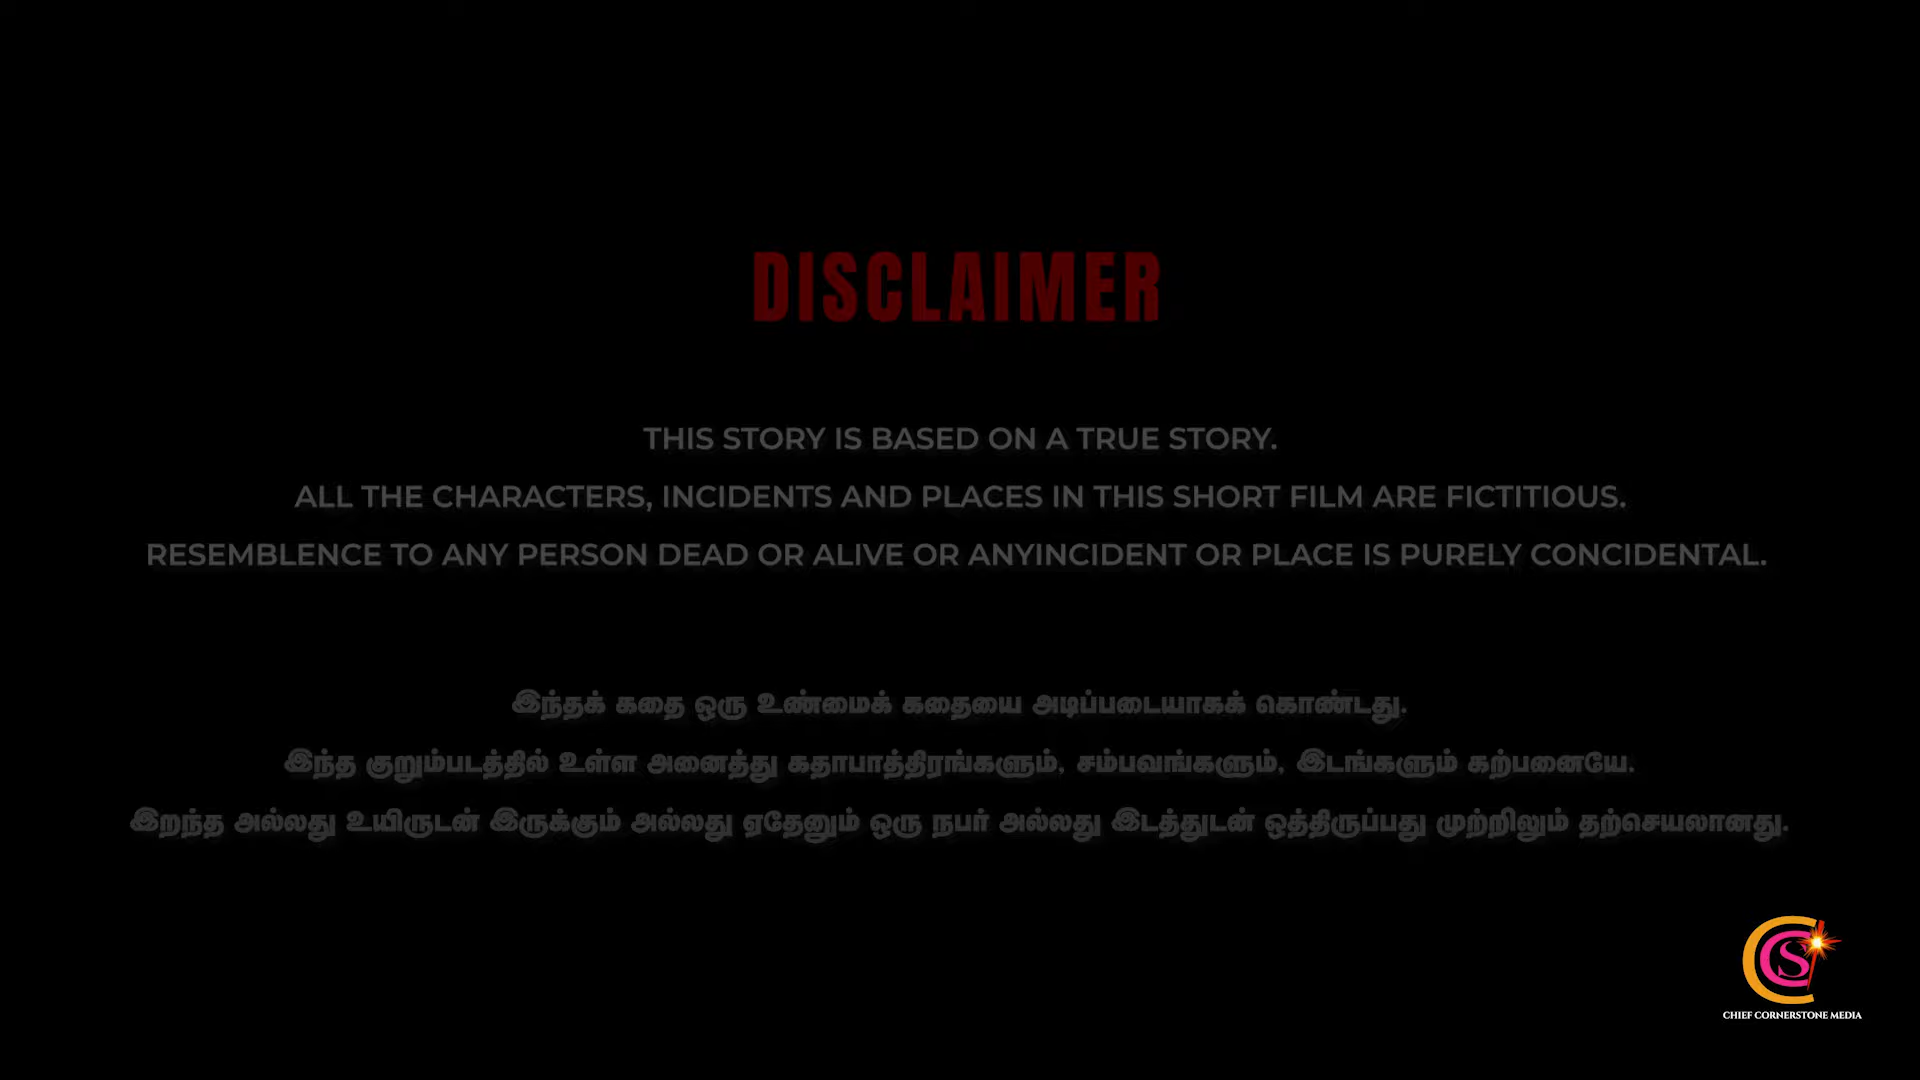 DISCLAIMER
THIS STORY IS BASED ON A TRUE STORY.
ALL THE CHARACTERS, INCIDENTS AND PLACES IN THIS SHORT FILM ARE FICTITIOUS.
RESEMBLENCE TO ANY PERSON DEAD OR ALIVE OR ANYINCIDENT OR PLACE IS PURELY CONCIDENTAL.
இந்தக் கதை ஒரு உண்மைக் கதையை அடிப்படையாகக் கொண்டது.
இந்த குறும்படத்தில் உள்ள அனைத்து கதாபாத்திரங்களும், சம்பவங்களும், இடங்களும் கற்பனையே.
இறந்த அல்லது உயிருடன் இருக்கும் அல்லது ஏதேனும் ஒரு நபர் அல்லது இடத்துடன் ஒத்திருப்பது முற்றிலும் தற்செயலானது.
CCS
CHIEF CORNERSTONE MEDIA